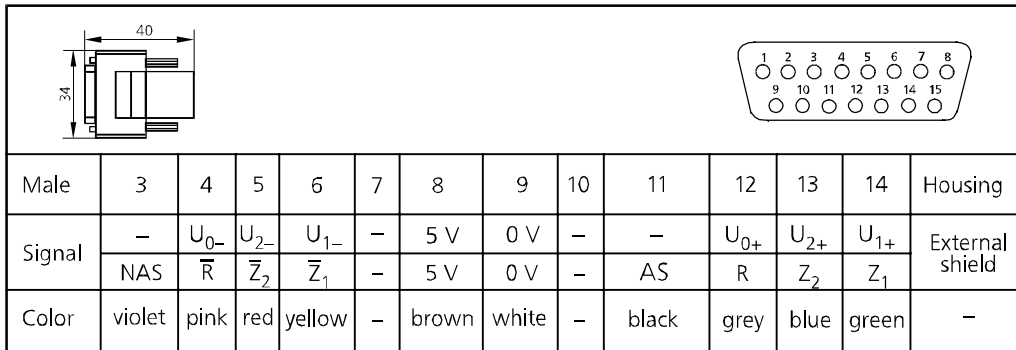 40
34
1 2 3 4 5 6 7 8
9 10 11 12 13 14 15
Male 3 4 5 6 7 8 9 10 11 12 13 14 Housing
Signal – U₀₋ U₂₋ U₁₋ – 5 V 0 V – – U₀₊ U₂₊ U₁₊ External shield
NAS R̅ Z̅₂ Z̅₁ – 5 V 0 V – AS R Z₂ Z₁
Color violet pink red yellow – brown white – black grey blue green –